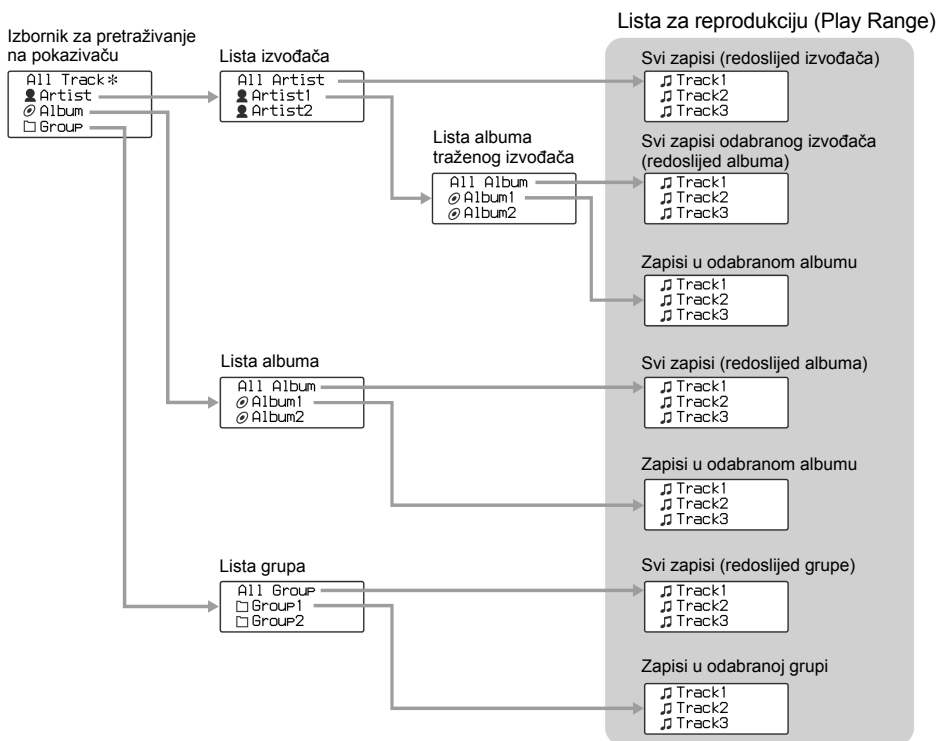 Lista za reprodukciju (Play Range)
Izbornik za pretraživanje
na pokazivaču
All Track*
Artist
Album
Group
Lista izvođača
All Artist
Artist1
Artist2
Lista albuma
traženog izvođača
All Album
Album1
Album2
Svi zapisi (redoslijed izvođača)
Track1
Track2
Track3
Svi zapisi odabranog izvođača
(redoslijed albuma)
Track1
Track2
Track3
Zapisi u odabranom albumu
Track1
Track2
Track3
Lista albuma
All Album
Album1
Album2
Svi zapisi (redoslijed albuma)
Track1
Track2
Track3
Zapisi u odabranom albumu
Track1
Track2
Track3
Lista grupa
All Group
Group1
Group2
Svi zapisi (redoslijed grupe)
Track1
Track2
Track3
Zapisi u odabranoj grupi
Track1
Track2
Track3